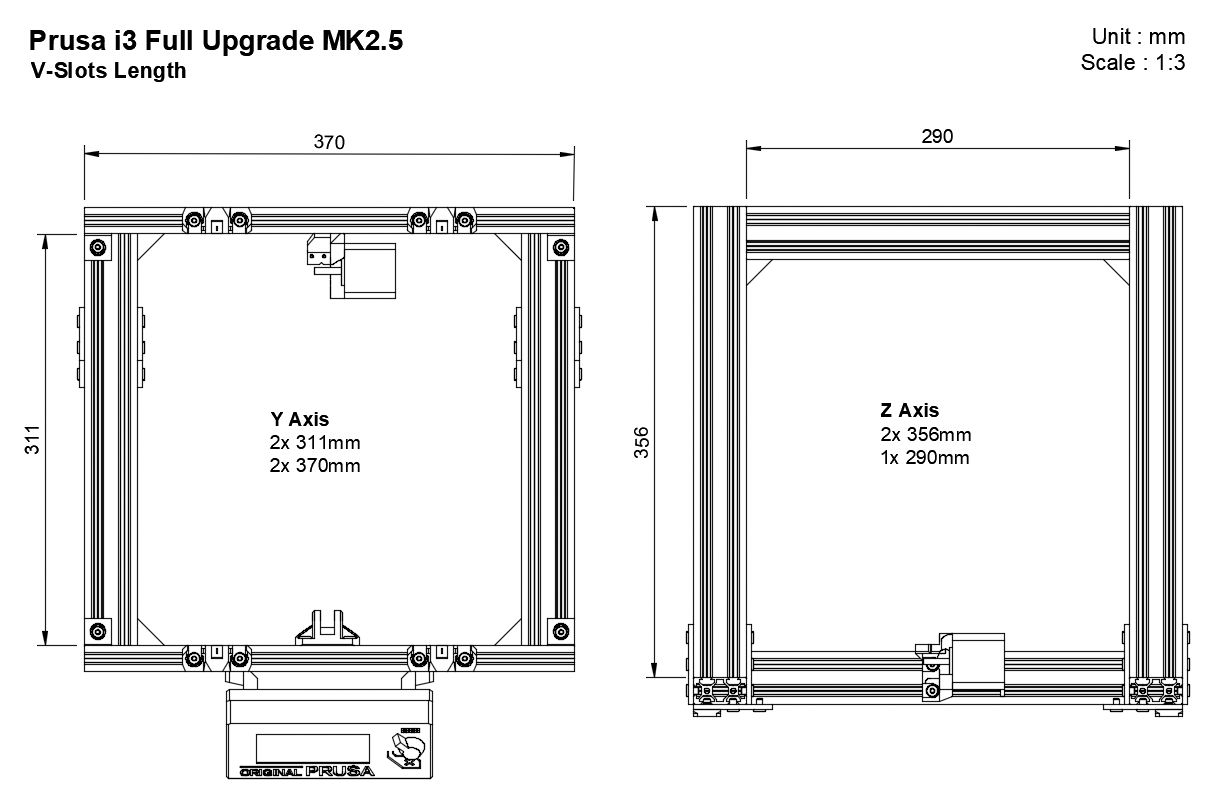 Prusa i3 Full Upgrade MK2.5
V-Slots Length
Unit : mm
Scale : 1:3
370
311
Y Axis
2x 311mm
2x 370mm
ORIGINAL PRUSA
290
356
Z Axis
2x 356mm
1x 290mm